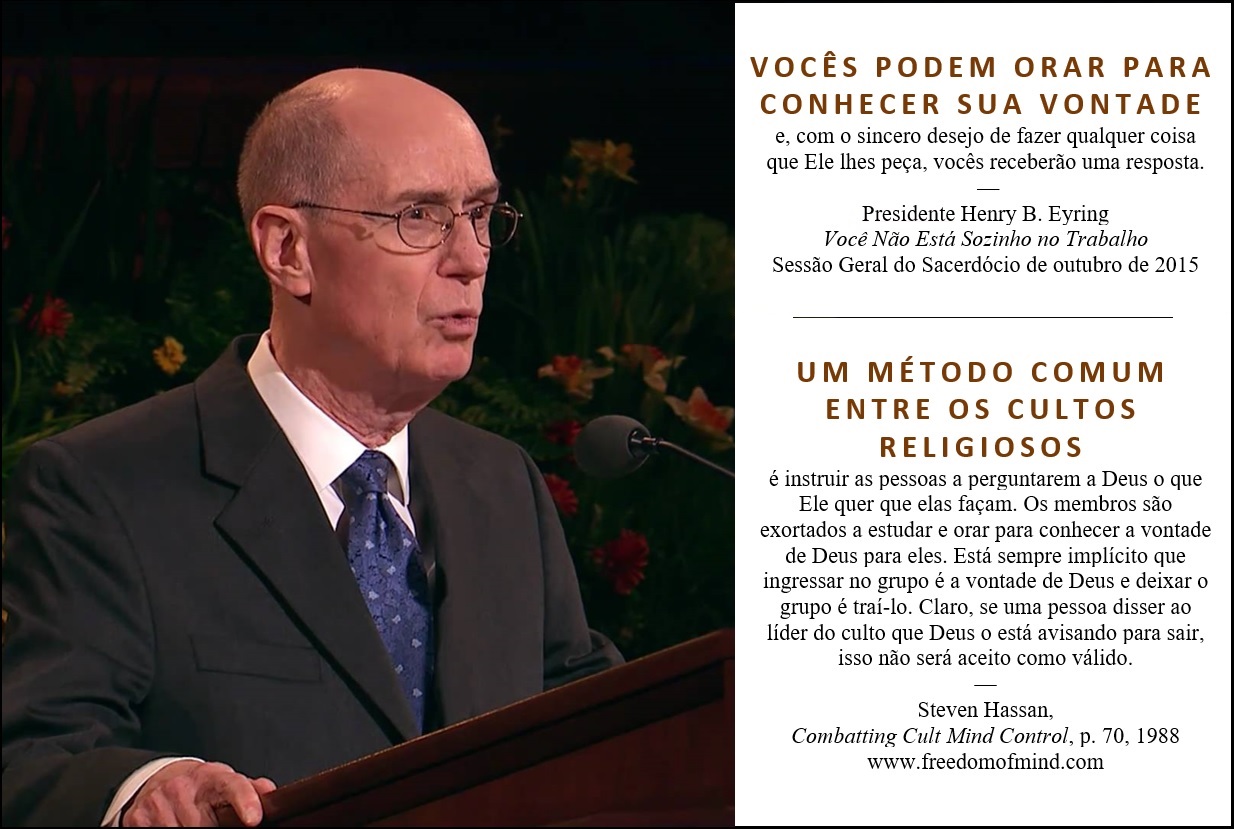 VOCÊS PODEM ORAR PARA
CONHECER SUA VONTADE
e, com o sincero desejo de fazer qualquer coisa
que Ele lhes peça, vocês receberão uma resposta.
—
Presidente Henry B. Eyring
Você Não Está Sozinho no Trabalho
Sessão Geral do Sacerdócio de outubro de 2015
UM MÉTODO COMUM
ENTRE OS CULTOS
RELIGIOSOS
é instruir as pessoas a perguntarem a Deus o que
Ele quer que elas façam. Os membros são
exortados a estudar e orar para conhecer a vontade
de Deus para eles. Está sempre implícito que
ingressar no grupo é a vontade de Deus e deixar o
grupo é traí-lo. Claro, se uma pessoa disser ao
líder do culto que Deus o está avisando para sair,
isso não será aceito como válido.
—
Steven Hassan,
Combatting Cult Mind Control, p. 70, 1988
www.freedomofmind.com